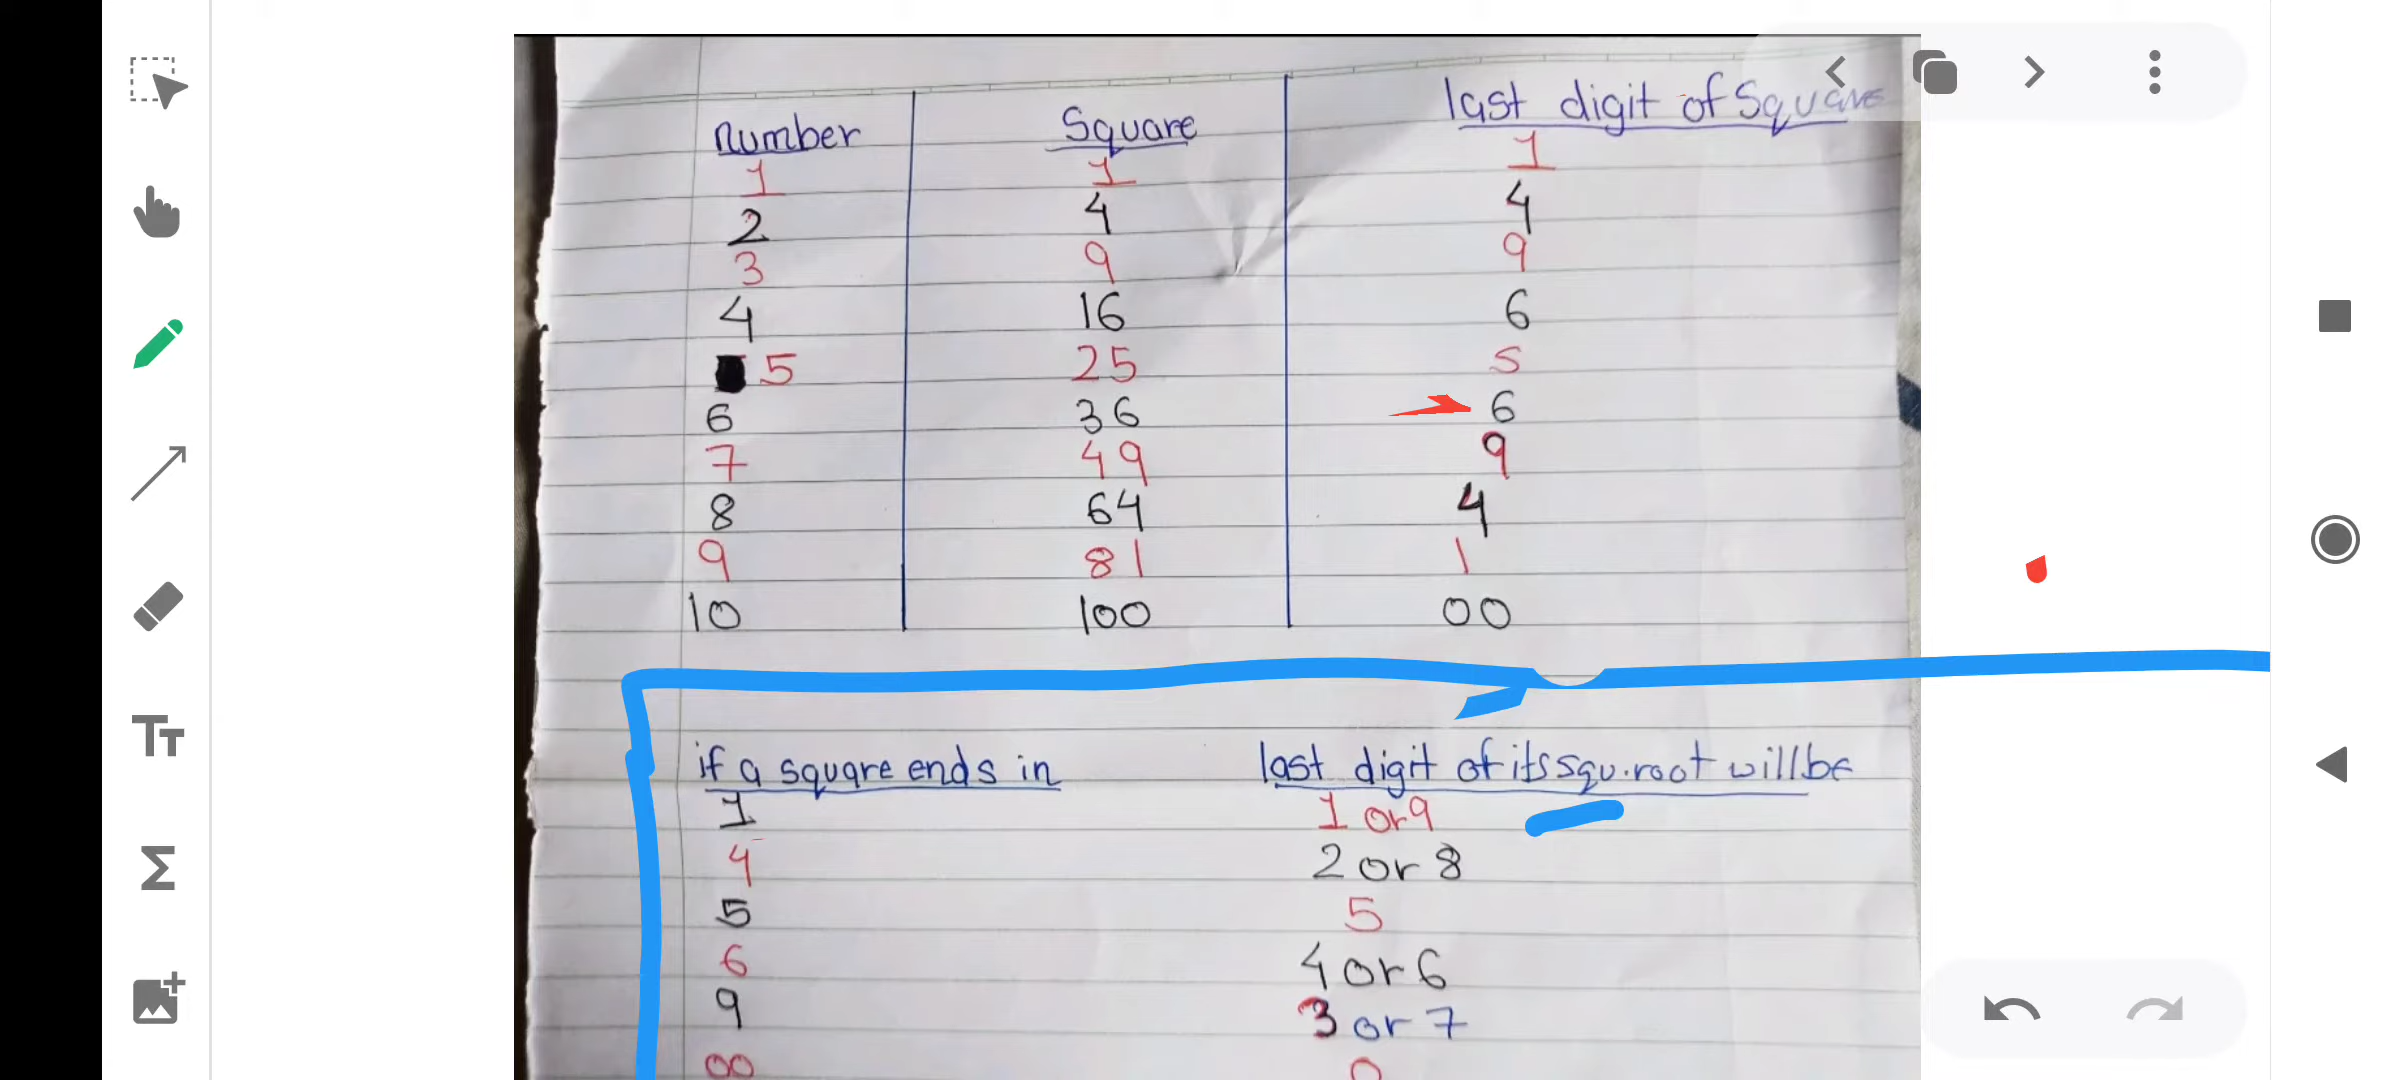 number Square last digit of Square
1 1 1
2 4 4
3 9 9
4 16 6
5 25 5
6 36 6
7 49 9
8 64 4
9 81 1
10 100 00
if a square ends in last digit of its squ.root will be
1 1 or 9
4 2 or 8
5 5
6 4 or 6
9 3 or 7
00 0